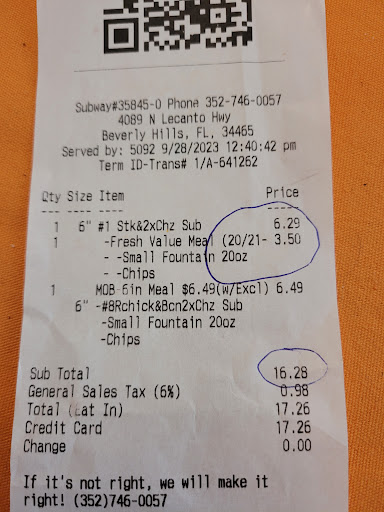 Subway#35845-0 Phone 352-746-0057
4089 N Lecanto Hwy
Beverly Hills, FL, 34465
Served by: 5092 9/28/2023 12:40:42 pm
Term ID-Trans# 1/A-641262
Qty Size Item Price
--- ---- ---- -----
1 6" #1 Stk&2xChz Sub 6.29
1 -Fresh Value Meal (20/21- 3.50
- -Small Fountain 20oz
- -Chips
1 MOB 6in Meal $6.49(w/Excl) 6.49
6" -#8Rchick&Bcn2xChz Sub
-Small Fountain 20oz
-Chips
Sub Total 16.28
General Sales Tax (6%) 0.98
Total (Eat In) 17.26
Credit Card 17.26
Change 0.00
If it's not right, we will make it
right! (352)746-0057